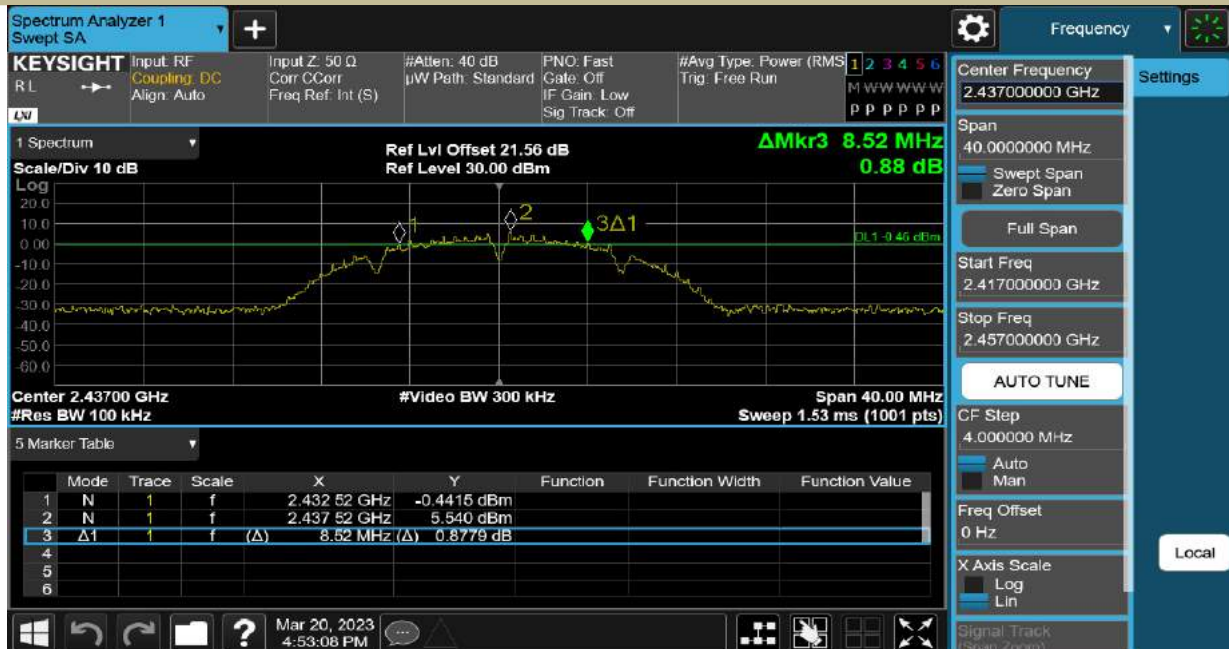 Spectrum Analyzer 1
Swept SA
Frequency
KEYSIGHT
R L
LXI
Input: RF
Coupling: DC
Align: Auto
Input Z: 50 Ω
Corr CCorr
Freq Ref: Int (S)
#Atten: 40 dB
µW Path: Standard
PNO: Fast
Gate: Off
IF Gain: Low
Sig Track: Off
#Avg Type: Power (RMS
Trig: Free Run
1 2 3 4 5 6
M W W W W W
P P P P P P
1 Spectrum
Scale/Div 10 dB
Log
Ref Lvl Offset 21.56 dB
Ref Level 30.00 dBm
ΔMkr3 8.52 MHz
0.88 dB
20.0
10.0
0.00
-10.0
-20.0
-30.0
-40.0
-50.0
-60.0
1
2
3Δ1
DL1 -0.46 dBm
Center 2.43700 GHz
#Video BW 300 kHz
Span 40.00 MHz
#Res BW 100 kHz
Sweep 1.53 ms (1001 pts)
5 Marker Table
Mode Trace Scale X Y Function Function Width Function Value
1 N 1 f 2.432 52 GHz -0.4415 dBm
2 N 1 f 2.437 52 GHz 5.540 dBm
3 Δ1 1 f (Δ) 8.52 MHz (Δ) 0.8779 dB
4
5
6
Mar 20, 2023
4:53:08 PM
Center Frequency
2.437000000 GHz
Settings
Span
40.0000000 MHz
Swept Span
Zero Span
Full Span
Start Freq
2.417000000 GHz
Stop Freq
2.457000000 GHz
AUTO TUNE
CF Step
4.000000 MHz
Auto
Man
Freq Offset
0 Hz
Local
X Axis Scale
Log
Lin
Signal Track
(Span Zoom)